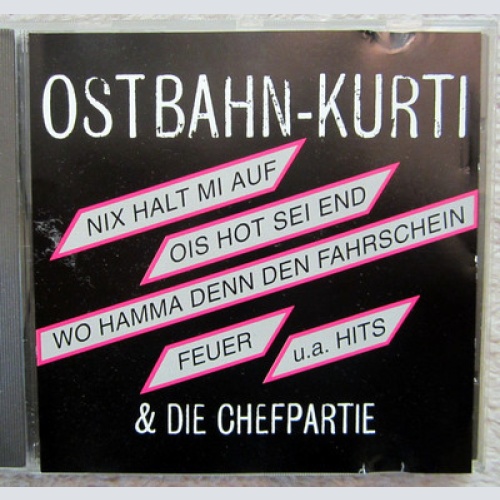 OSTBAHN-KURTI
NIX HALT MI AUF
OIS HOT SEI END
WO HAMMA DENN DEN FAHRSCHEIN
FEUER
u.a. HITS
& DIE CHEFPARTIE